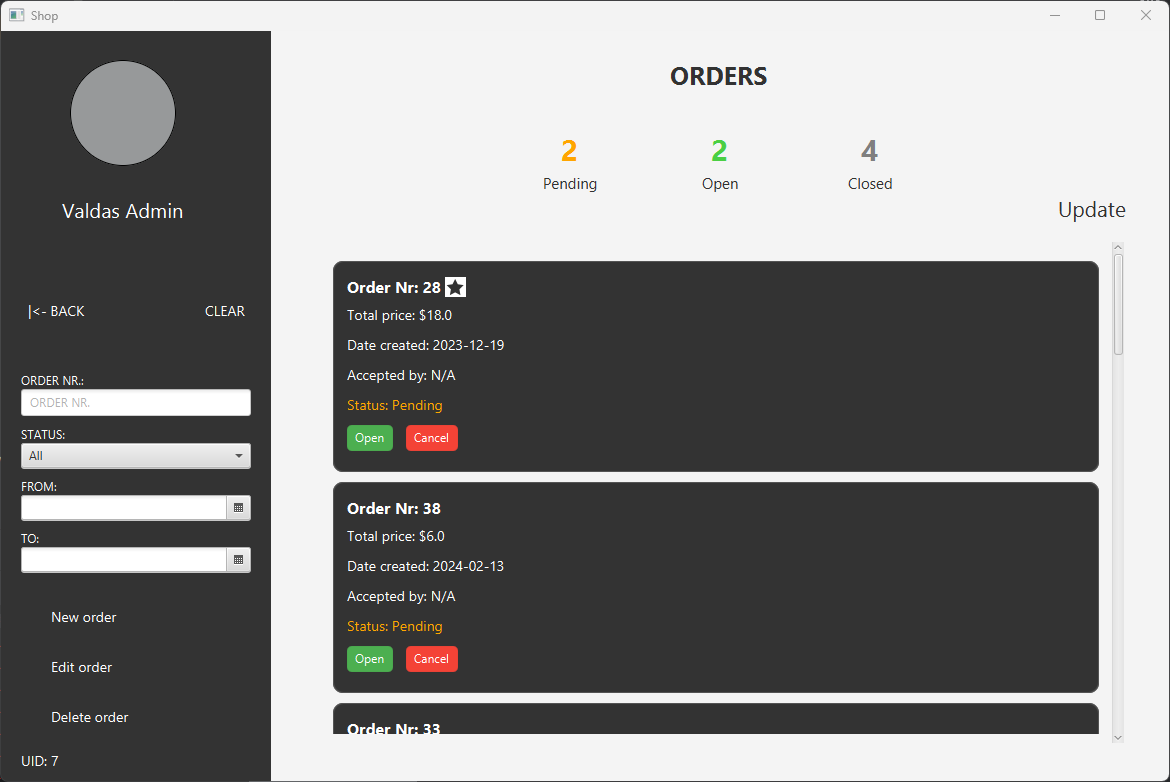 Shop
Valdas Admin
|<- BACK
CLEAR
ORDER NR.:
ORDER NR.
STATUS:
All
FROM:
TO:
New order
Edit order
Delete order
UID: 7
ORDERS
2
2
4
Pending
Open
Closed
Update
Order Nr: 28
Total price: $18.0
Date created: 2023-12-19
Accepted by: N/A
Status: Pending
Open
Cancel
Order Nr: 38
Total price: $6.0
Date created: 2024-02-13
Accepted by: N/A
Status: Pending
Open
Cancel
Order Nr: 33